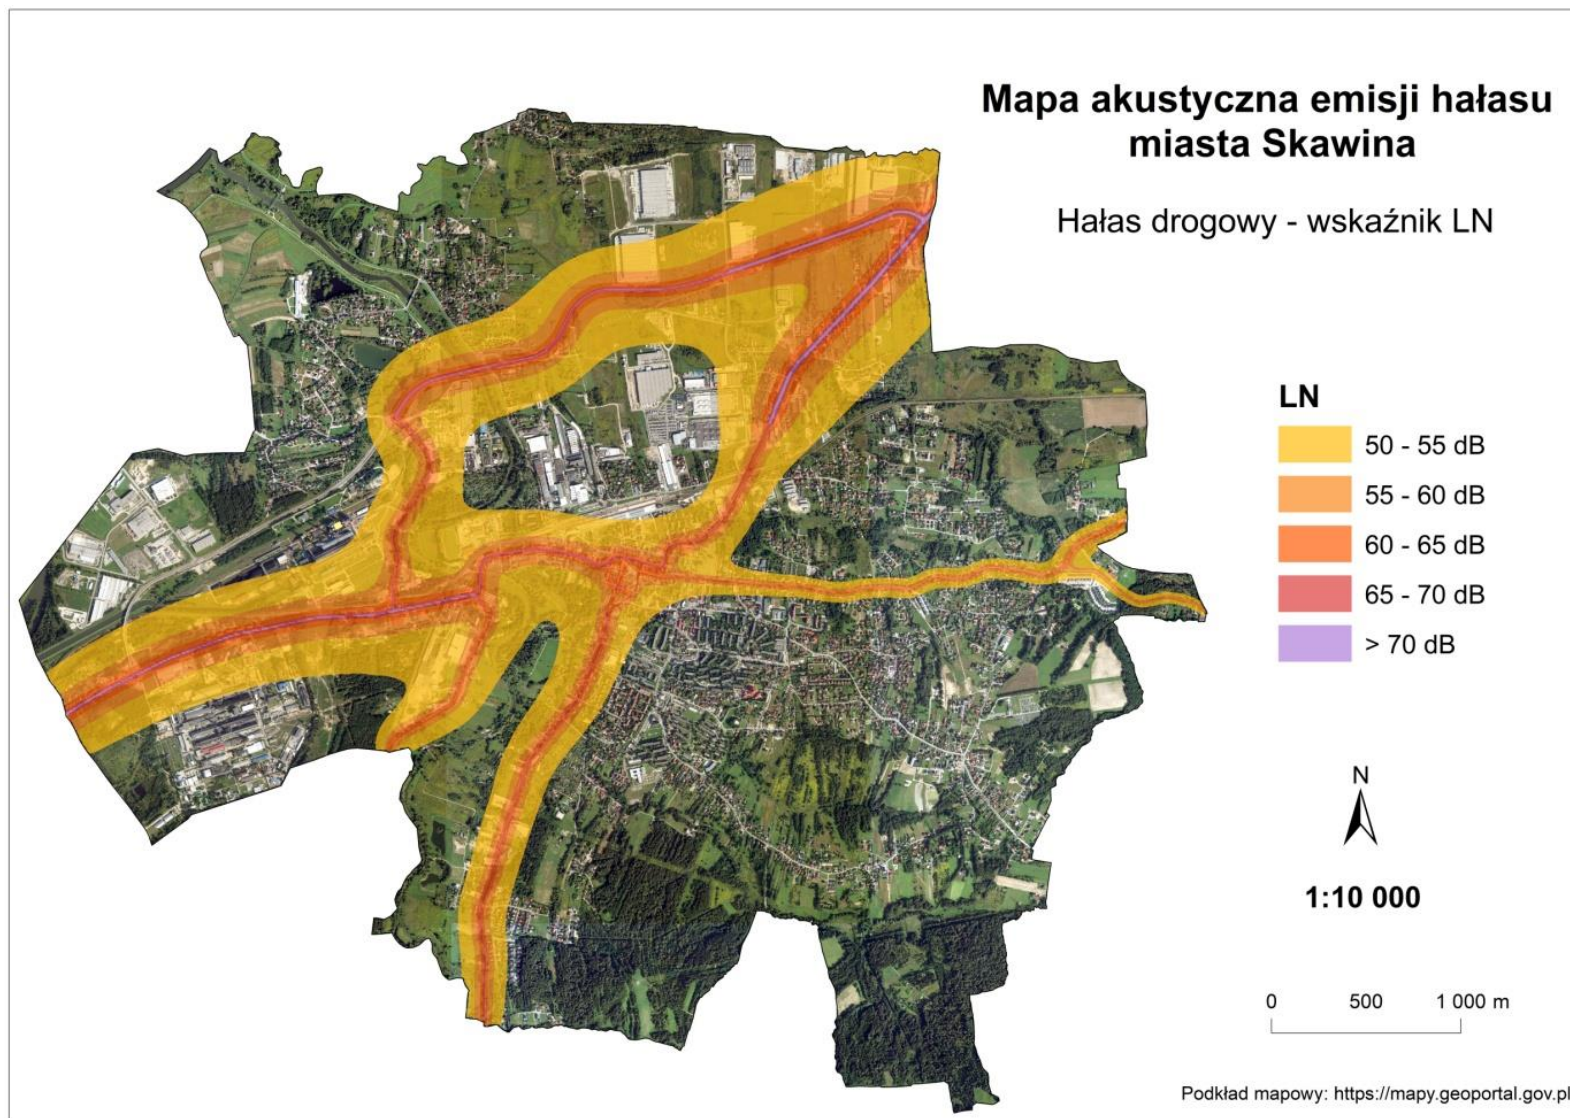 Mapa akustyczna emisji hałasu
miasta Skawina
Hałas drogowy - wskaźnik LN
LN
50 - 55 dB
55 - 60 dB
60 - 65 dB
65 - 70 dB
> 70 dB
N
1:10 000
0 500 1 000 m
Podkład mapowy: https://mapy.geoportal.gov.pl